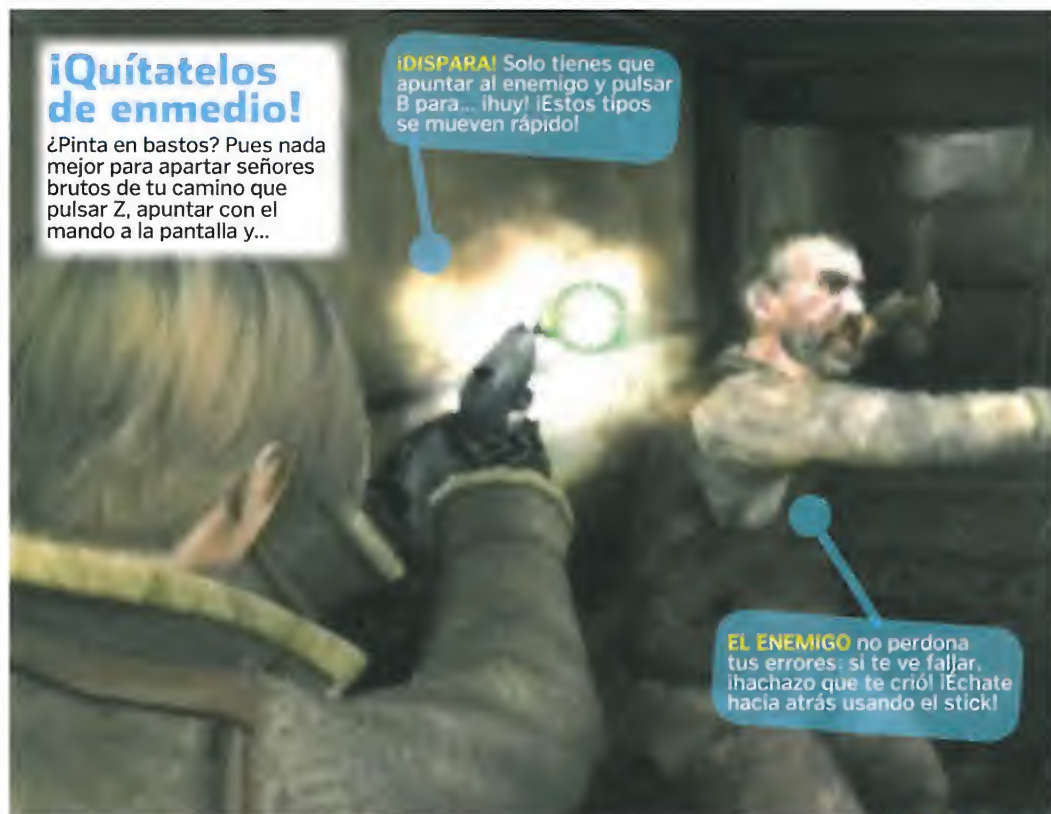 ¡Quítatelos
de enmedio!
¿Pinta en bastos? Pues nada
mejor para apartar señores
brutos de tu camino que
pulsar Z, apuntar con el
mando a la pantalla y...
¡DISPARA! Solo tienes que
apuntar al enemigo y pulsar
B para... ¡huy! ¡Estos tipos
se mueven rápido!
EL ENEMIGO no perdona
tus errores: si te ve fallar,
¡hachazo que te crió! ¡Échate
hacia atrás usando el stick!